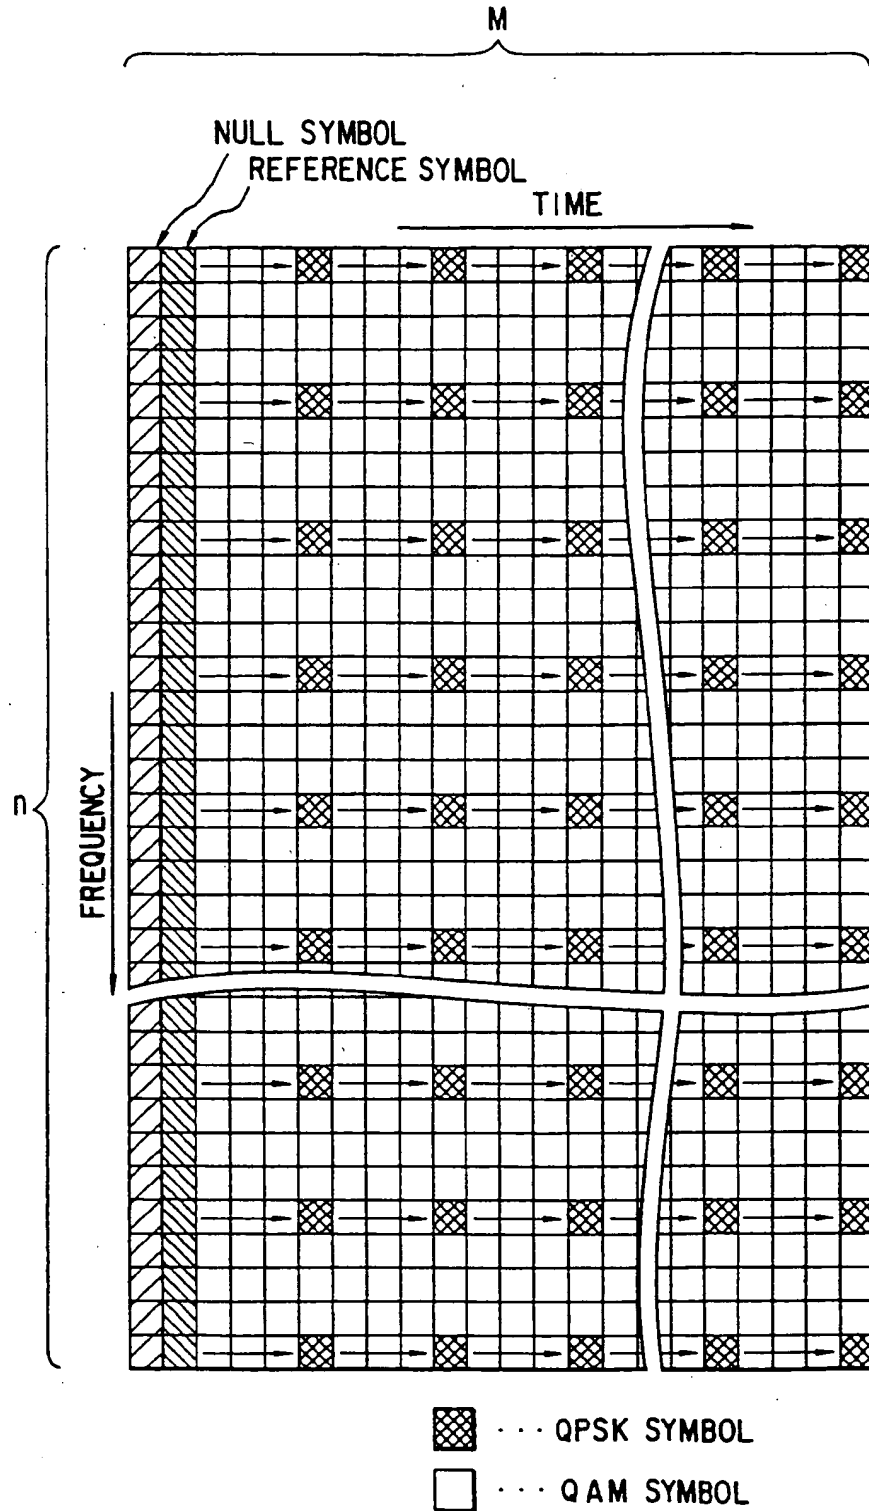 M
NULL SYMBOL
REFERENCE SYMBOL
TIME
n
FREQUENCY
··· QPSK SYMBOL
··· QAM SYMBOL